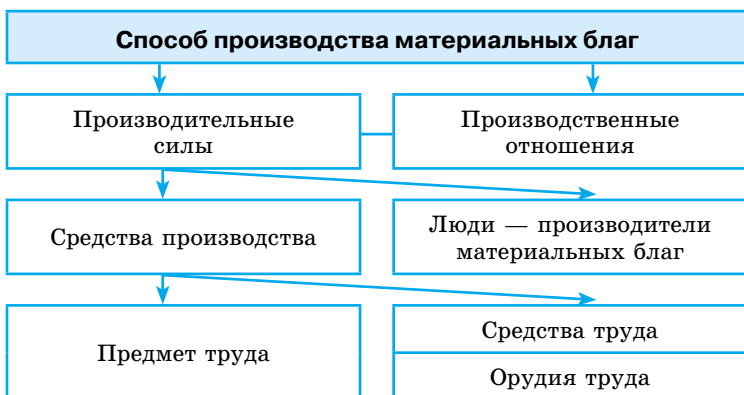 Способ производства материальных благ
Производительные
силы
Производственные
отношения
Средства производства
Люди — производители
материальных благ
Предмет труда
Средства труда
Орудия труда